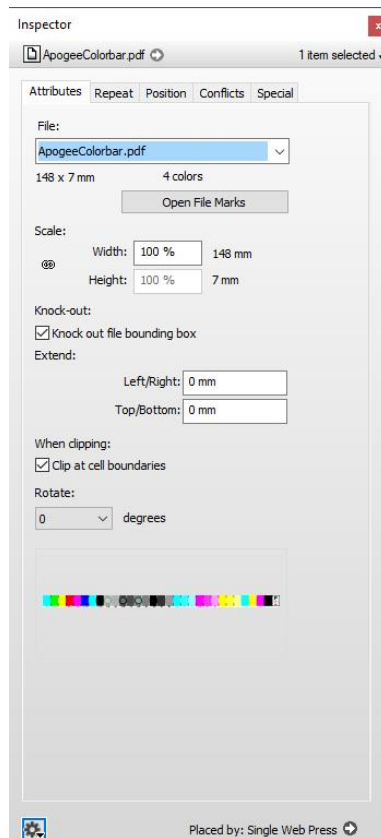 Inspector
x
ApogeeColorbar.pdf
1 item selected
Attributes Repeat Position Conflicts Special
File:
ApogeeColorbar.pdf
148 x 7 mm 4 colors
Open File Marks
Scale:
Width: 100 % 148 mm
Height: 100 % 7 mm
Knock-out:
Knock out file bounding box
Extend:
Left/Right: 0 mm
Top/Bottom: 0 mm
When clipping:
Clip at cell boundaries
Rotate:
0 degrees
Placed by: Single Web Press